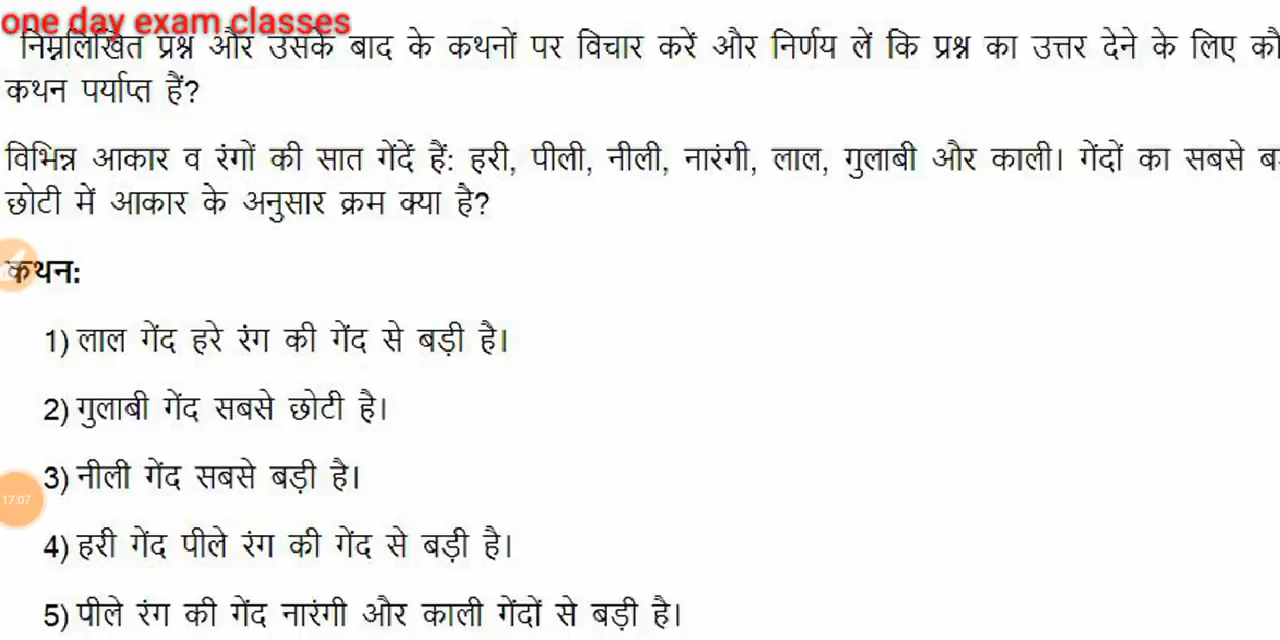 one day exam classes
निम्नलिखित प्रश्न और उसके बाद के कथनों पर विचार करें और निर्णय लें कि प्रश्न का उत्तर देने के लिए
कथन पर्याप्त हैं?
विभिन्न आकार व रंगों की सात गेंदें हैं: हरी, पीली, नीली, नारंगी, लाल, गुलाबी और काली। गेंदों का सबसे
छोटी में आकार के अनुसार क्रम क्या है?
कथन:
1) लाल गेंद हरे रंग की गेंद से बड़ी है।
2) गुलाबी गेंद सबसे छोटी है।
3) नीली गेंद सबसे बड़ी है।
17:07
4) हरी गेंद पीले रंग की गेंद से बड़ी है।
5) पीले रंग की गेंद नारंगी और काली गेंदों से बड़ी है।